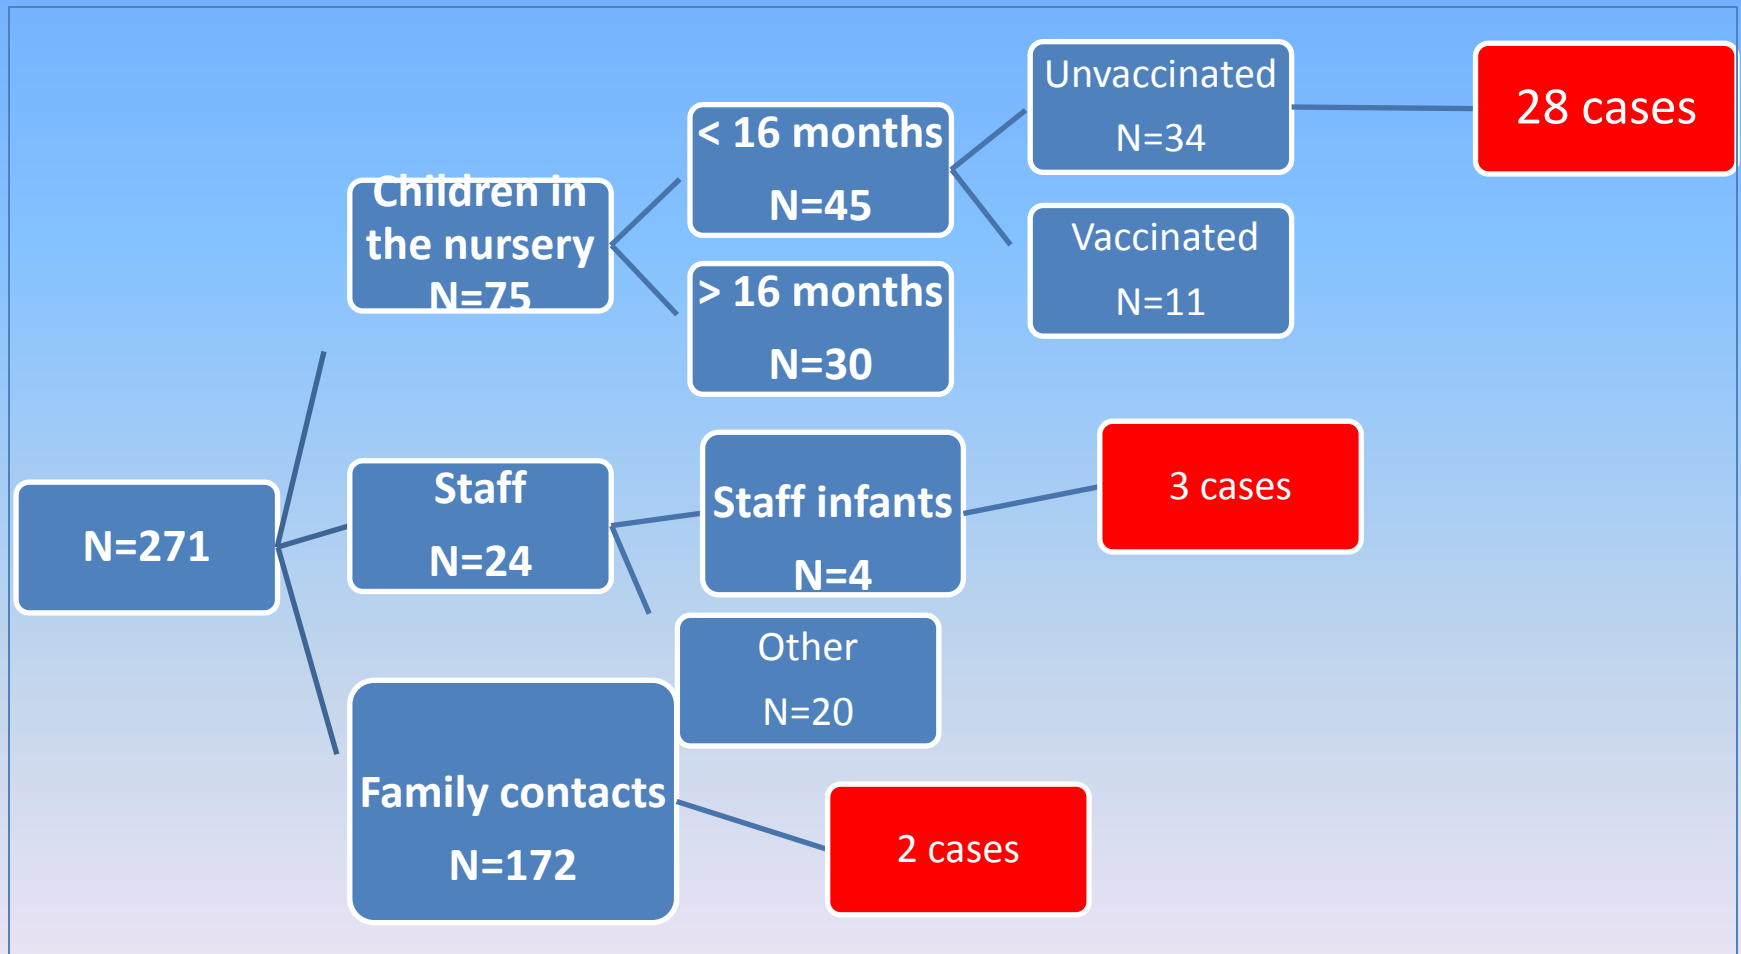 N=271
Children in
the nursery
N=75
< 16 months
N=45
Unvaccinated
N=34
28 cases
Vaccinated
N=11
> 16 months
N=30
Staff
N=24
Staff infants
N=4
3 cases
Other
N=20
Family contacts
N=172
2 cases